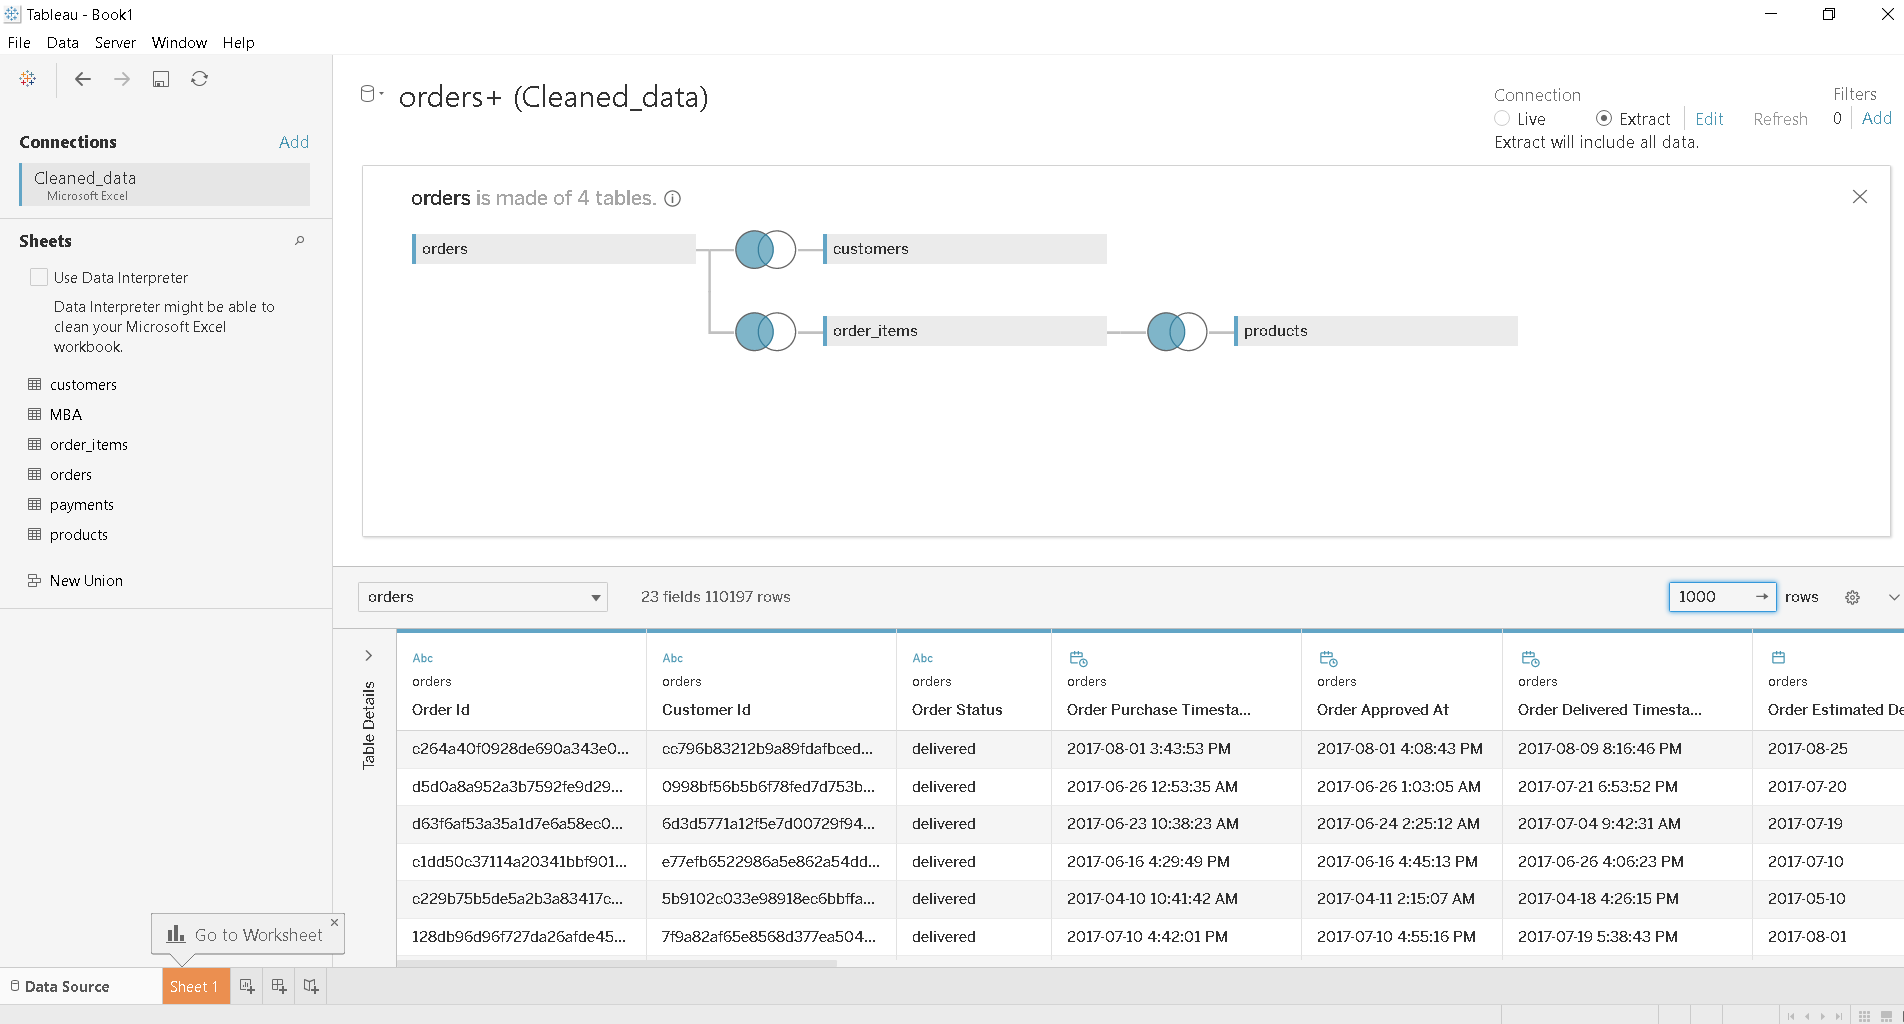 Tableau - Book1
File Data Server Window Help
Connections Add
Cleaned_data
Microsoft Excel
Sheets
Use Data Interpreter
Data Interpreter might be able to
clean your Microsoft Excel
workbook.
customers
MBA
order_items
orders
payments
products
New Union
Go to Worksheet
orders+ (Cleaned_data)
Connection
Live Extract Edit Refresh
Extract will include all data.
Filters
0 Add
orders is made of 4 tables.
orders customers
order_items products
orders 23 fields 110197 rows 1000 rows
Table Details
Abc Abc Abc
orders orders orders orders orders orders orders
Order Id Customer Id Order Status Order Purchase Timesta... Order Approved At Order Delivered Timesta... Order Estimated De
c264a40f0928de690a343e0... cc796b83212b9a89fdafbced... delivered 2017-08-01 3:43:53 PM 2017-08-01 4:08:43 PM 2017-08-09 8:16:46 PM 2017-08-25
d5d0a8a952a3b7592fe9d29... 0998bf56b5b6f78fed7d753b... delivered 2017-06-26 12:53:35 AM 2017-06-26 1:03:05 AM 2017-07-21 6:53:52 PM 2017-07-20
d63f6af53a35a1d7e6a58ec0... 6d3d5771a12f5e7d00729f94... delivered 2017-06-23 10:38:23 AM 2017-06-24 2:25:12 AM 2017-07-04 9:42:31 AM 2017-07-19
c1dd50c37114a20341bbf901... e77efb6522986a5e862a54dd... delivered 2017-06-16 4:29:49 PM 2017-06-16 4:45:13 PM 2017-06-26 4:06:23 PM 2017-07-10
c229b75b5de5a2b3a83417c... 5b9102c033e98918ec6bbffa... delivered 2017-04-10 10:41:42 AM 2017-04-11 2:15:07 AM 2017-04-18 4:26:15 PM 2017-05-10
128db96d96f727da26afde45... 7f9a82af65e8568d377ea504... delivered 2017-07-10 4:42:01 PM 2017-07-10 4:55:16 PM 2017-07-19 5:38:43 PM 2017-08-01
Data Source Sheet 1